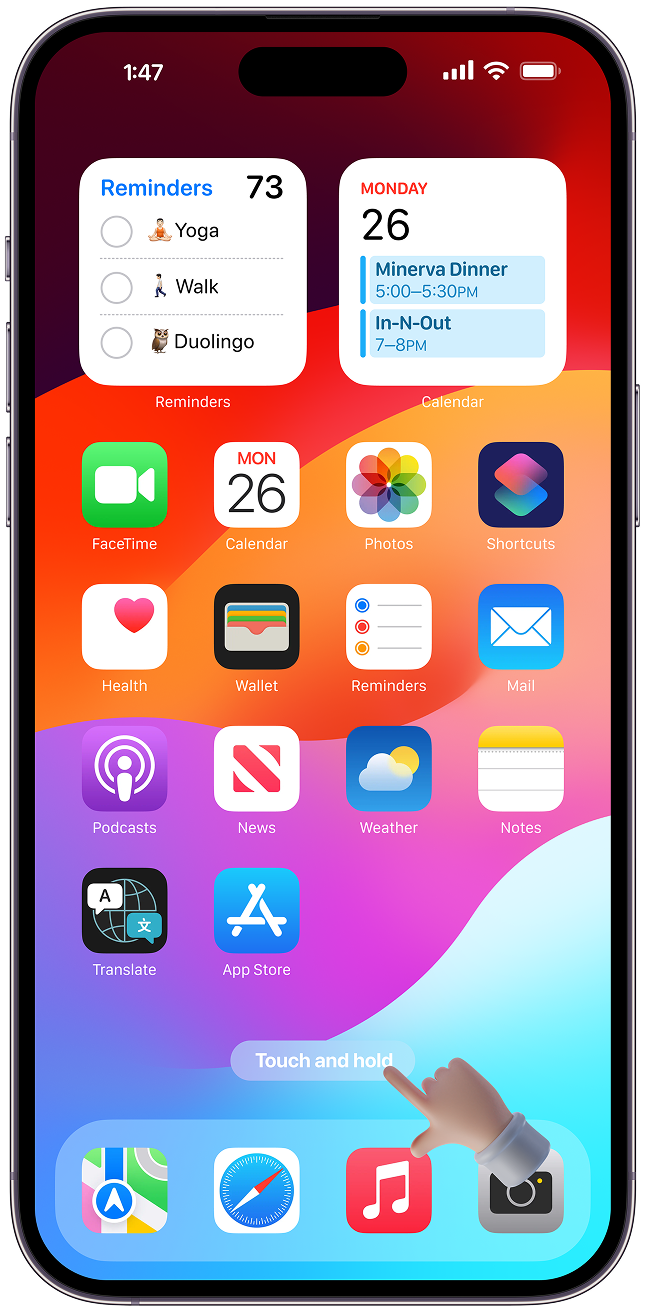 1:47
Reminders 73
Yoga
Walk
Duolingo
Reminders
MONDAY
26
Minerva Dinner
5:00–5:30PM
In-N-Out
7–8PM
Calendar
MON
26
FaceTime Calendar Photos Shortcuts
Health Wallet Reminders Mail
Podcasts News Weather Notes
A
文
Translate App Store
Touch and hold